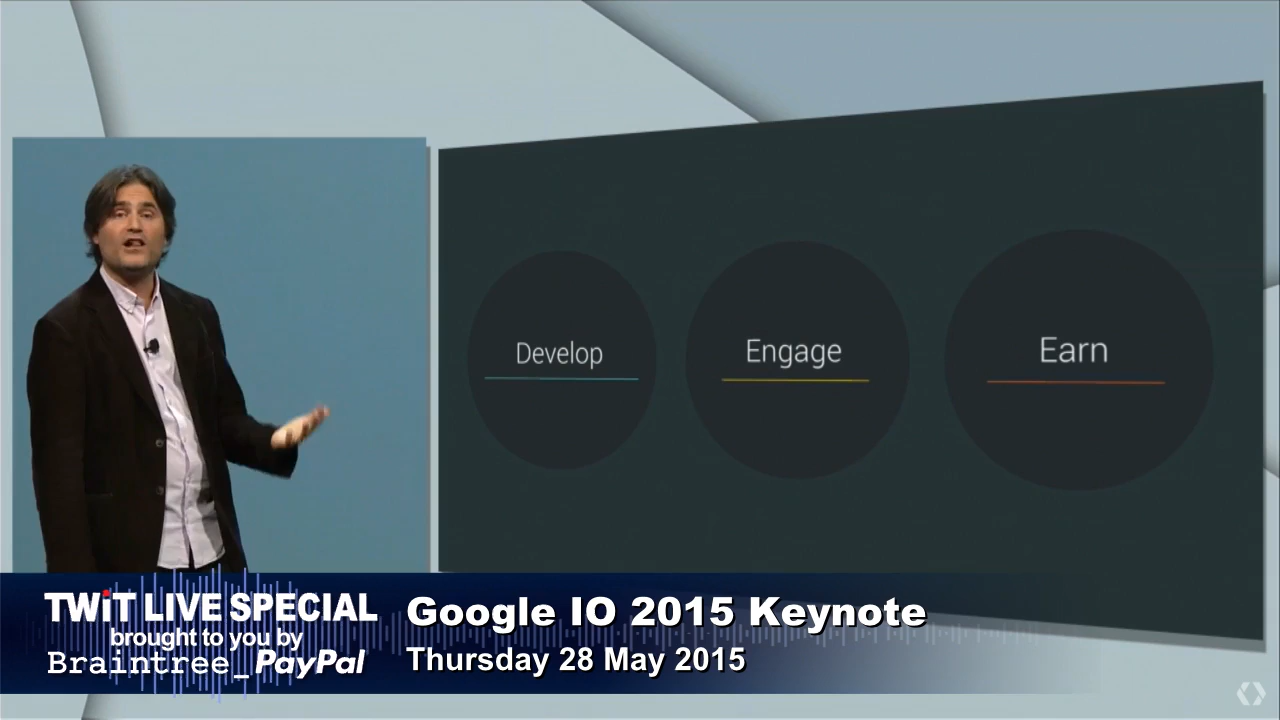 Develop
Engage
Earn
TWiT LIVE SPECIAL
brought to you by
Braintree_PayPal
Google IO 2015 Keynote
Thursday 28 May 2015